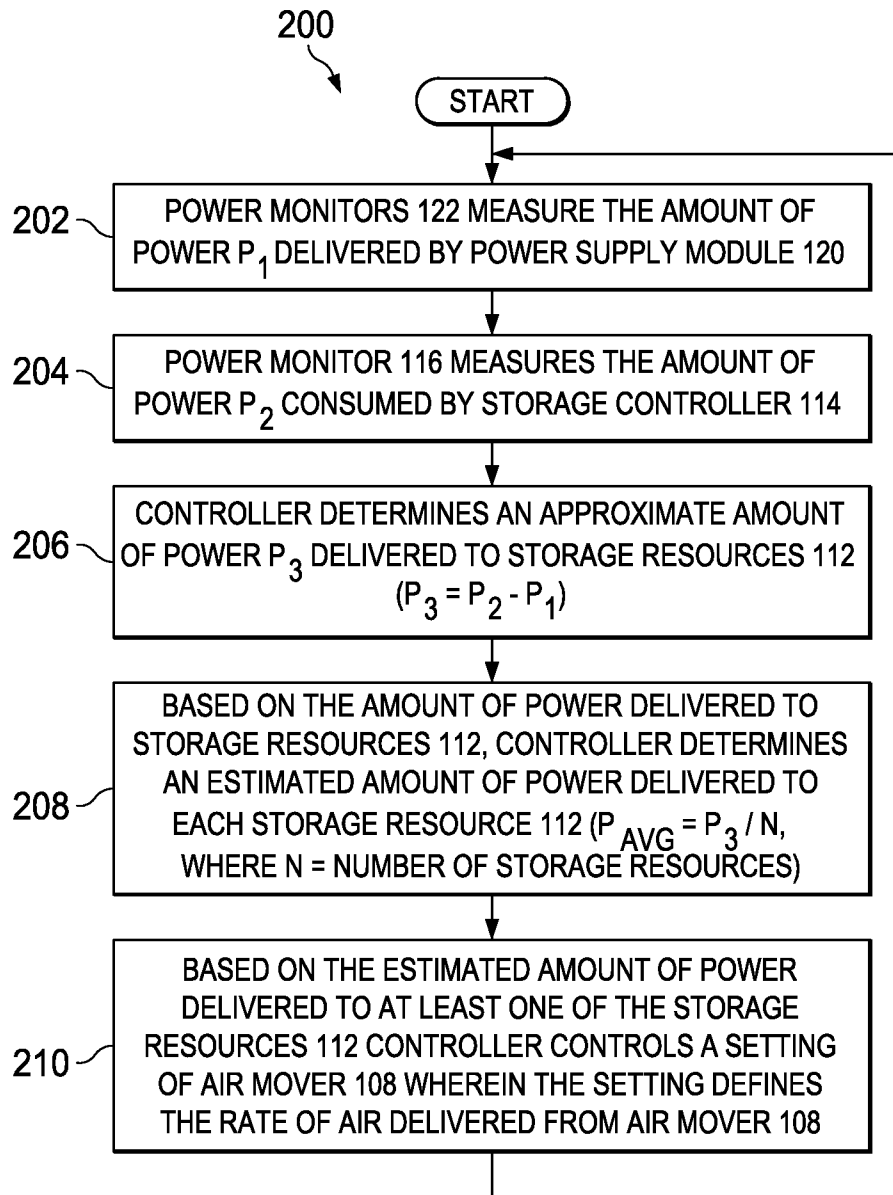 200
START
202
POWER MONITORS 122 MEASURE THE AMOUNT OF
POWER P1 DELIVERED BY POWER SUPPLY MODULE 120
204
POWER MONITOR 116 MEASURES THE AMOUNT OF
POWER P2 CONSUMED BY STORAGE CONTROLLER 114
206
CONTROLLER DETERMINES AN APPROXIMATE AMOUNT
OF POWER P3 DELIVERED TO STORAGE RESOURCES 112
(P3 = P2 - P1)
208
BASED ON THE AMOUNT OF POWER DELIVERED TO
STORAGE RESOURCES 112, CONTROLLER DETERMINES
AN ESTIMATED AMOUNT OF POWER DELIVERED TO
EACH STORAGE RESOURCE 112 (PAVG = P3 / N,
WHERE N = NUMBER OF STORAGE RESOURCES)
210
BASED ON THE ESTIMATED AMOUNT OF POWER
DELIVERED TO AT LEAST ONE OF THE STORAGE
RESOURCES 112 CONTROLLER CONTROLS A SETTING
OF AIR MOVER 108 WHEREIN THE SETTING DEFINES
THE RATE OF AIR DELIVERED FROM AIR MOVER 108